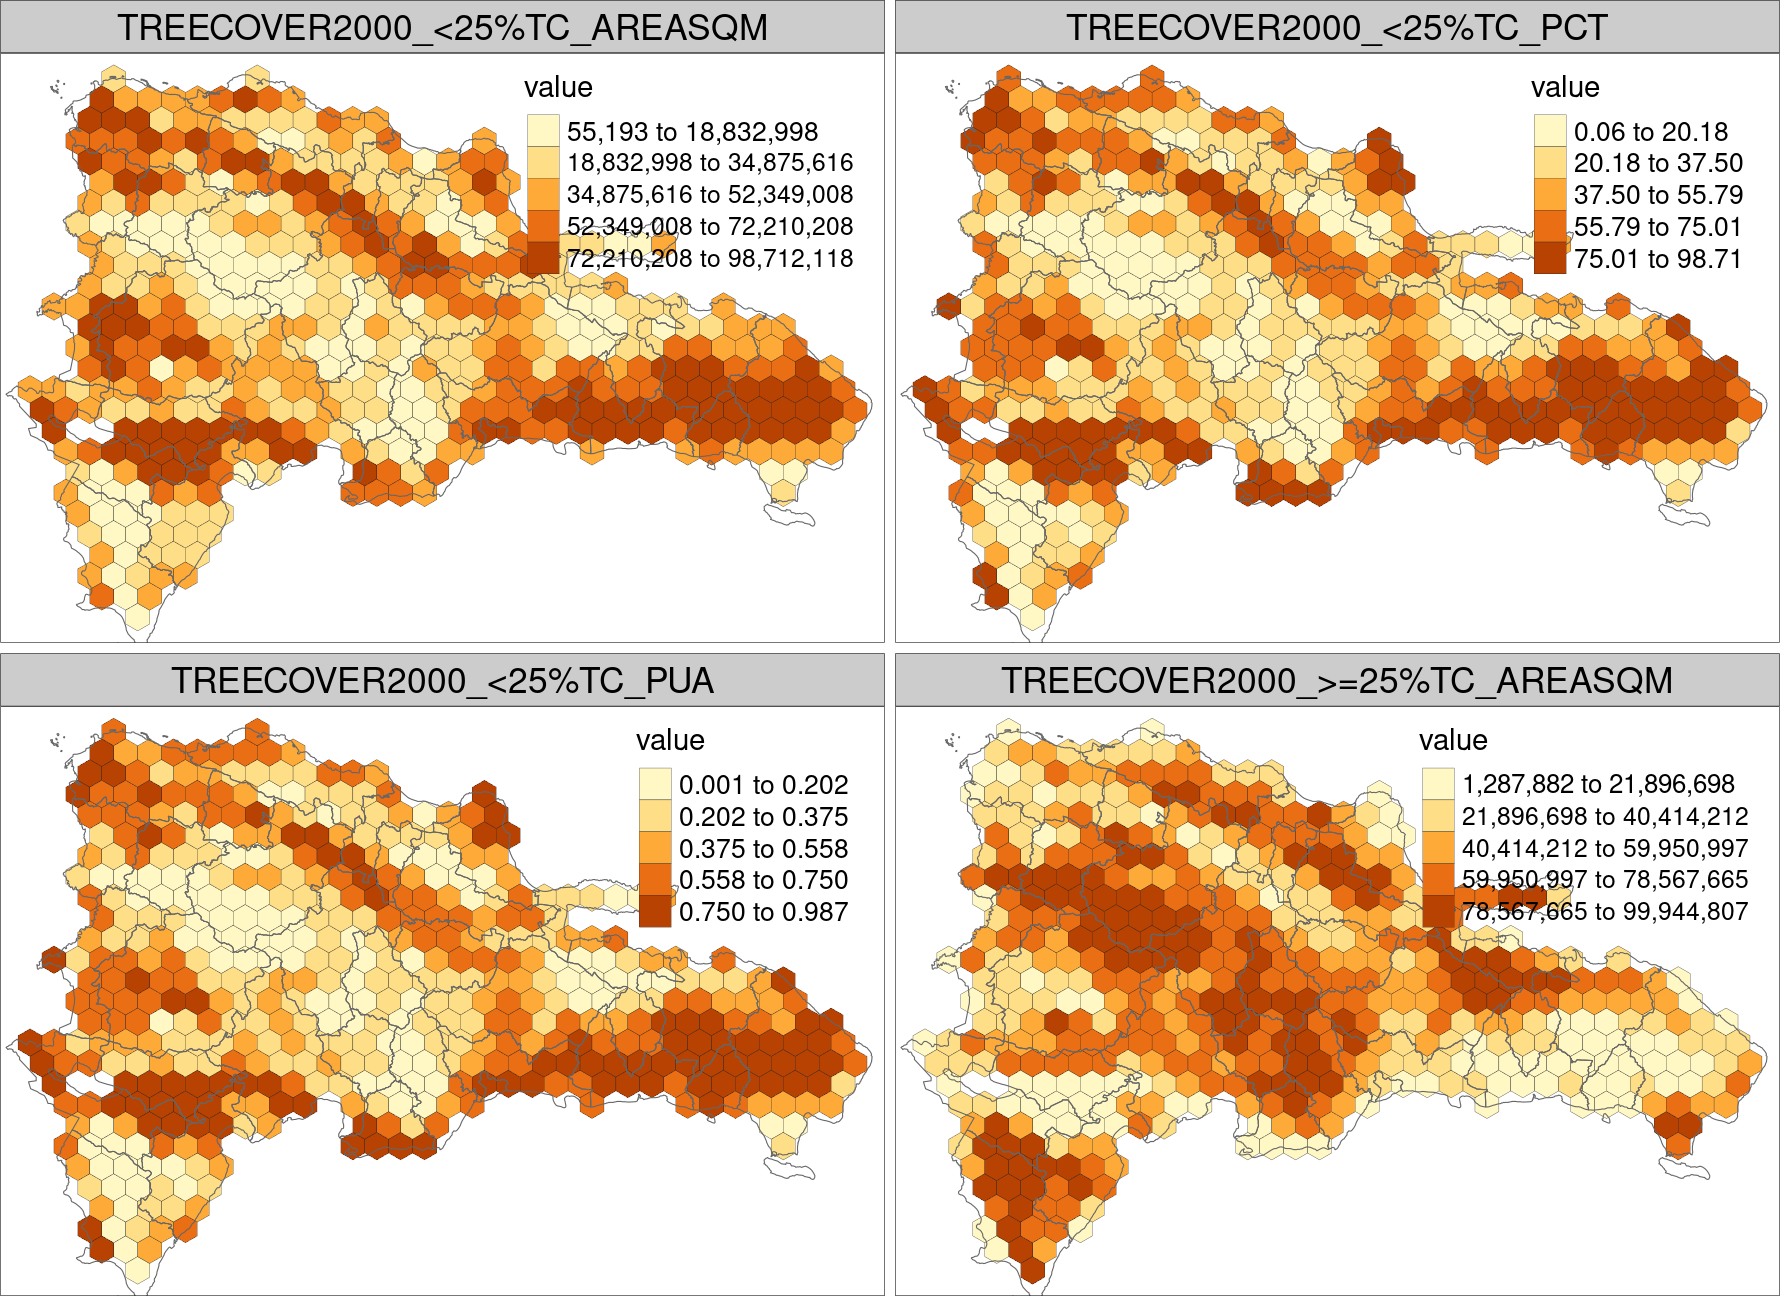 TREECOVER2000_<25%TC_AREASQM
value
55,193 to 18,832,998
18,832,998 to 34,875,616
34,875,616 to 52,349,008
52,349,008 to 72,210,208
72,210,208 to 98,712,118
TREECOVER2000_<25%TC_PCT
value
0.06 to 20.18
20.18 to 37.50
37.50 to 55.79
55.79 to 75.01
75.01 to 98.71
TREECOVER2000_<25%TC_PUA
value
0.001 to 0.202
0.202 to 0.375
0.375 to 0.558
0.558 to 0.750
0.750 to 0.987
TREECOVER2000_>=25%TC_AREASQM
value
1,287,882 to 21,896,698
21,896,698 to 40,414,212
40,414,212 to 59,950,997
59,950,997 to 78,567,665
78,567,665 to 99,944,807